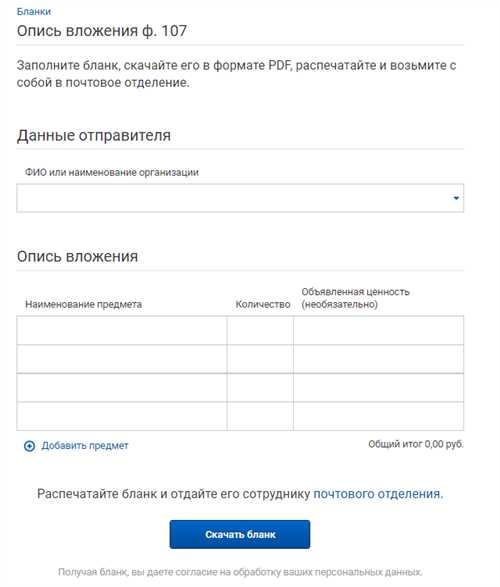 Бланки
Опись вложения ф. 107
Заполните бланк, скачайте его в формате PDF, распечатайте и возьмите с
собой в почтовое отделение.
Данные отправителя
ФИО или наименование организации
Опись вложения
Наименование предмета
Количество
Объявленная ценность
(необязательно)
Добавить предмет
Общий итог 0,00 руб.
Распечатайте бланк и отдайте его сотруднику почтового отделения.
Скачать бланк
Получая бланк, вы даете согласие на обработку ваших персональных данных.